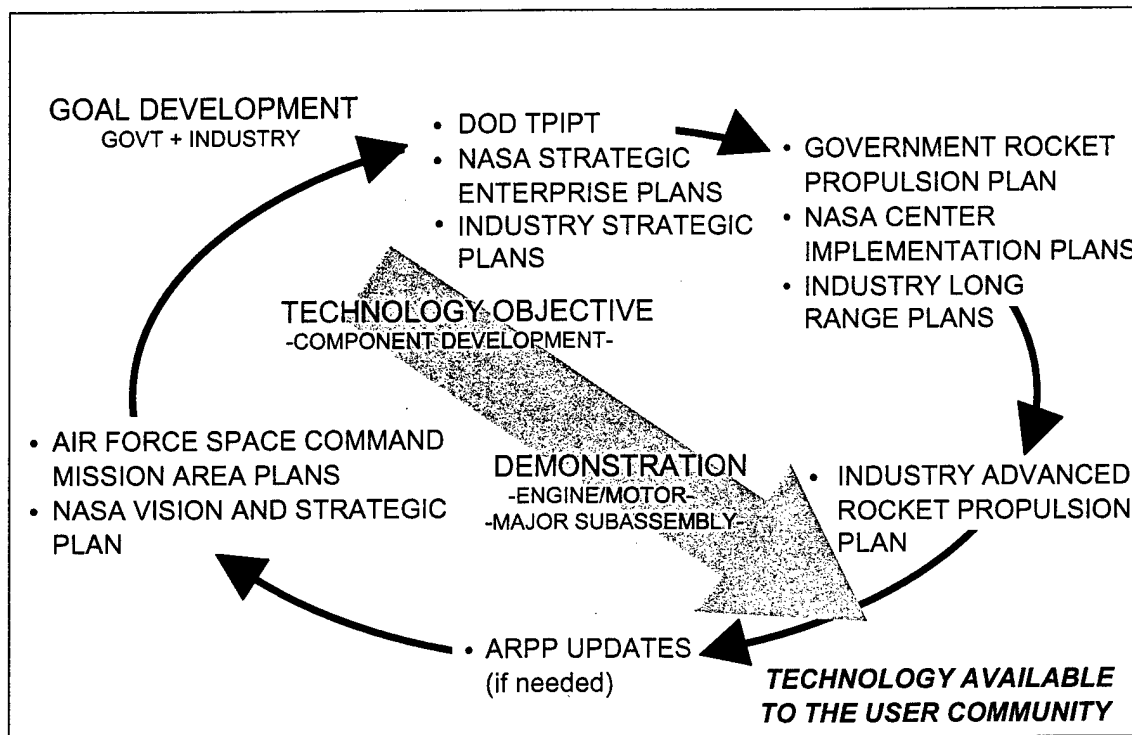 GOAL DEVELOPMENT
GOVT + INDUSTRY
• DOD TPIPT
• NASA STRATEGIC
ENTERPRISE PLANS
• INDUSTRY STRATEGIC
PLANS
• GOVERNMENT ROCKET
PROPULSION PLAN
• NASA CENTER
IMPLEMENTATION PLANS
• INDUSTRY LONG
RANGE PLANS
TECHNOLOGY OBJECTIVE
-COMPONENT DEVELOPMENT-
• AIR FORCE SPACE COMMAND
MISSION AREA PLANS
• NASA VISION AND STRATEGIC
PLAN
DEMONSTRATION
-ENGINE/MOTOR-
-MAJOR SUBASSEMBLY-
• INDUSTRY ADVANCED
ROCKET PROPULSION
PLAN
• ARPP UPDATES
(if needed)
TECHNOLOGY AVAILABLE
TO THE USER COMMUNITY